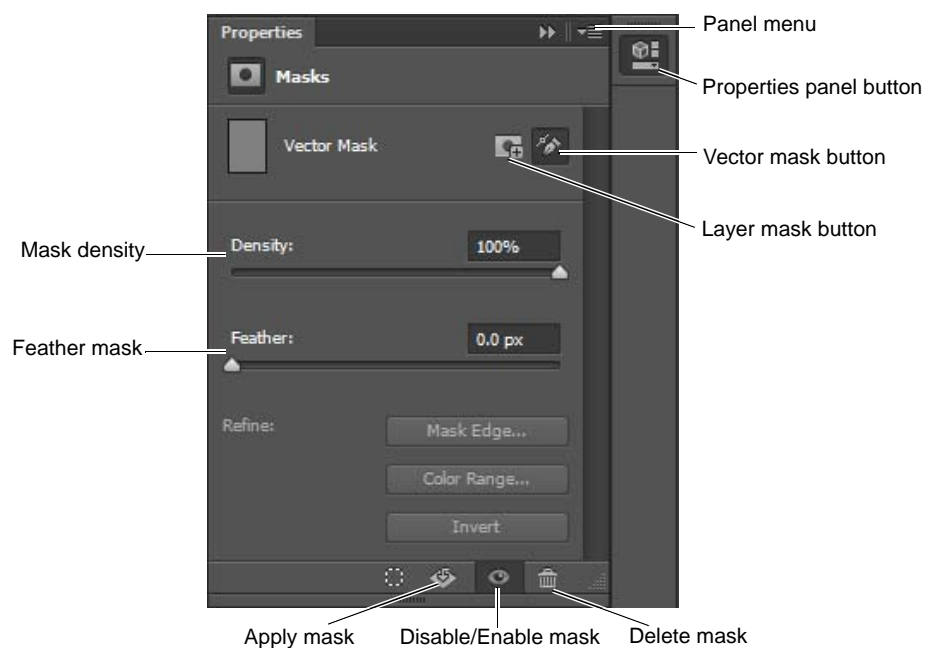 Panel menu
Properties
Masks
Properties panel button
Vector Mask
Vector mask button
Layer mask button
Mask density
Density:
100%
Feather mask
Feather:
0.0 px
Refine:
Mask Edge...
Color Range...
Invert
Apply mask
Disable/Enable mask
Delete mask